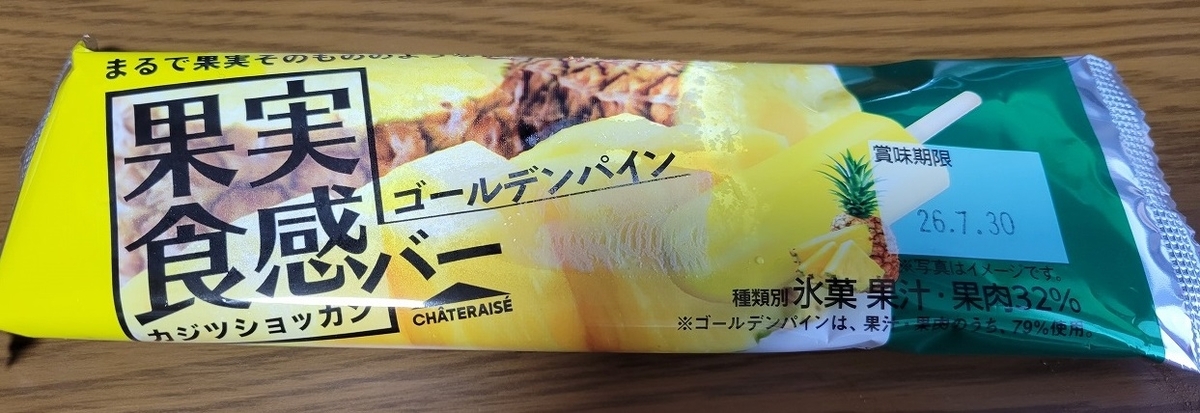 まるで果実そのもののような
果実
食感バー
カジツショッカン
ゴールデンパイン
CHÂTERAISÉ
賞味期限
26.7.30
※写真はイメージです。
種類別 氷菓 果汁・果肉32%
※ゴールデンパインは、果汁・果肉のうち、79%使用。